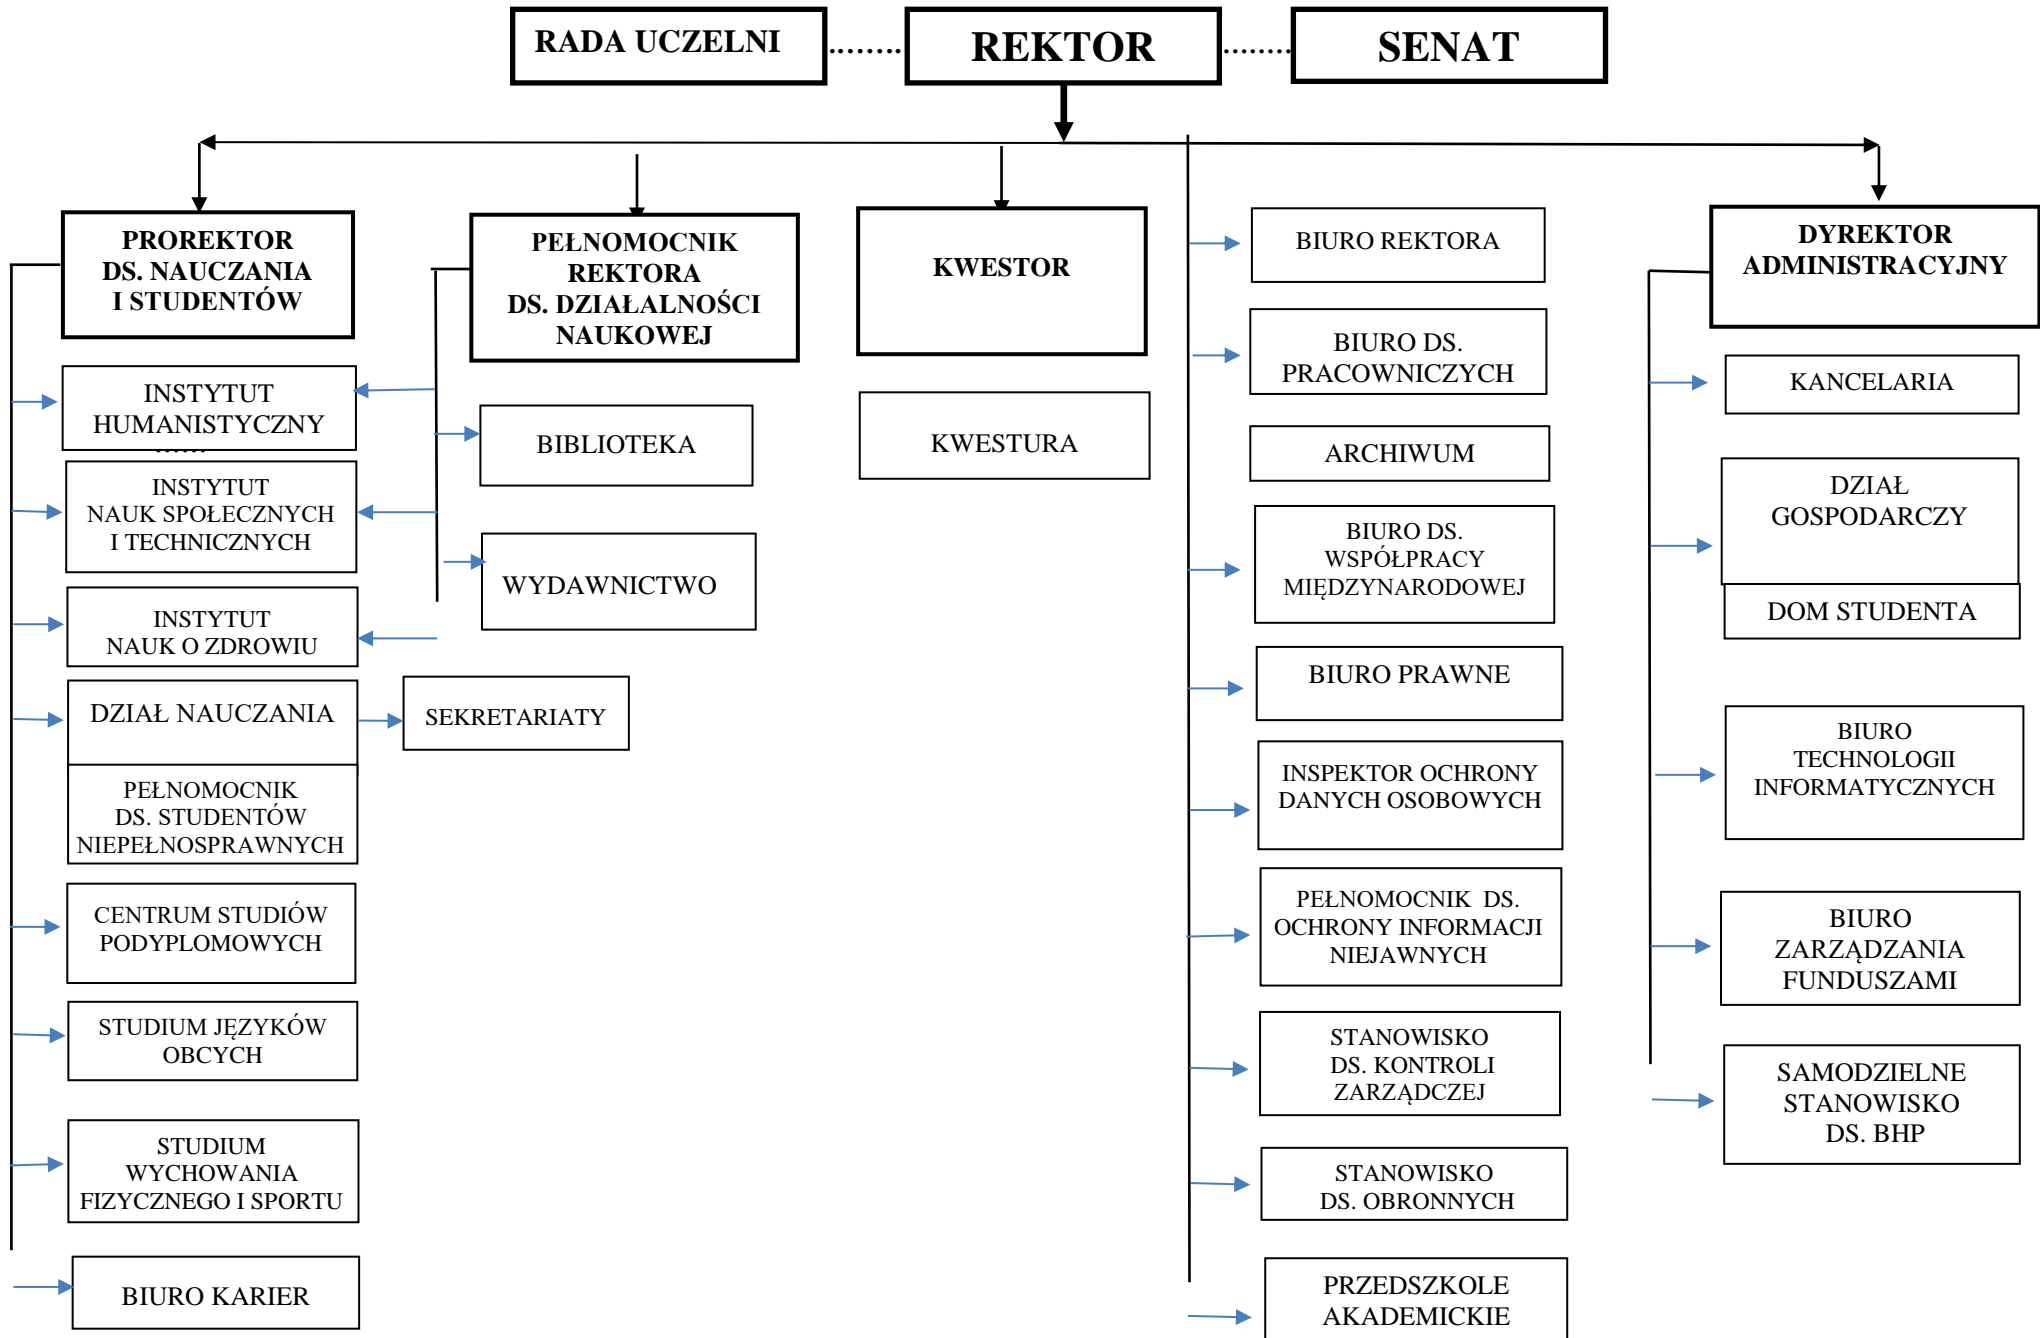 RADA UCZELNI
........
REKTOR
.......
SENAT
PROREKTOR
DS. NAUCZANIA
I STUDENTÓW
INSTYTUT
HUMANISTYCZNY
......
INSTYTUT
NAUK SPOŁECZNYCH
I TECHNICZNYCH
INSTYTUT
NAUK O ZDROWIU
DZIAŁ NAUCZANIA
SEKRETARIATY
PEŁNOMOCNIK
DS. STUDENTÓW
NIEPEŁNOSPRAWNYCH
CENTRUM STUDIÓW
PODYPLOMOWYCH
STUDIUM JĘZYKÓW
OBCYCH
STUDIUM
WYCHOWANIA
FIZYCZNEGO I SPORTU
BIURO KARIER
PEŁNOMOCNIK
REKTORA
DS. DZIAŁALNOŚCI
NAUKOWEJ
BIBLIOTEKA
WYDAWNICTWO
KWESTOR
KWESTURA
BIURO REKTORA
BIURO DS.
PRACOWNICZYCH
ARCHIWUM
BIURO DS.
WSPÓŁPRACY
MIĘDZYNARODOWEJ
BIURO PRAWNE
INSPEKTOR OCHRONY
DANYCH OSOBOWYCH
PEŁNOMOCNIK DS.
OCHRONY INFORMACJI
NIEJAWNYCH
STANOWISKO
DS. KONTROLI
ZARZĄDCZEJ
STANOWISKO
DS. OBRONNYCH
PRZEDSZKOLE
AKADEMICKIE
DYREKTOR
ADMINISTRACYJNY
KANCELARIA
DZIAŁ
GOSPODARCZY
DOM STUDENTA
BIURO
TECHNOLOGII
INFORMATYCZNYCH
BIURO
ZARZĄDZANIA
FUNDUSZAMI
SAMODZIELNE
STANOWISKO
DS. BHP